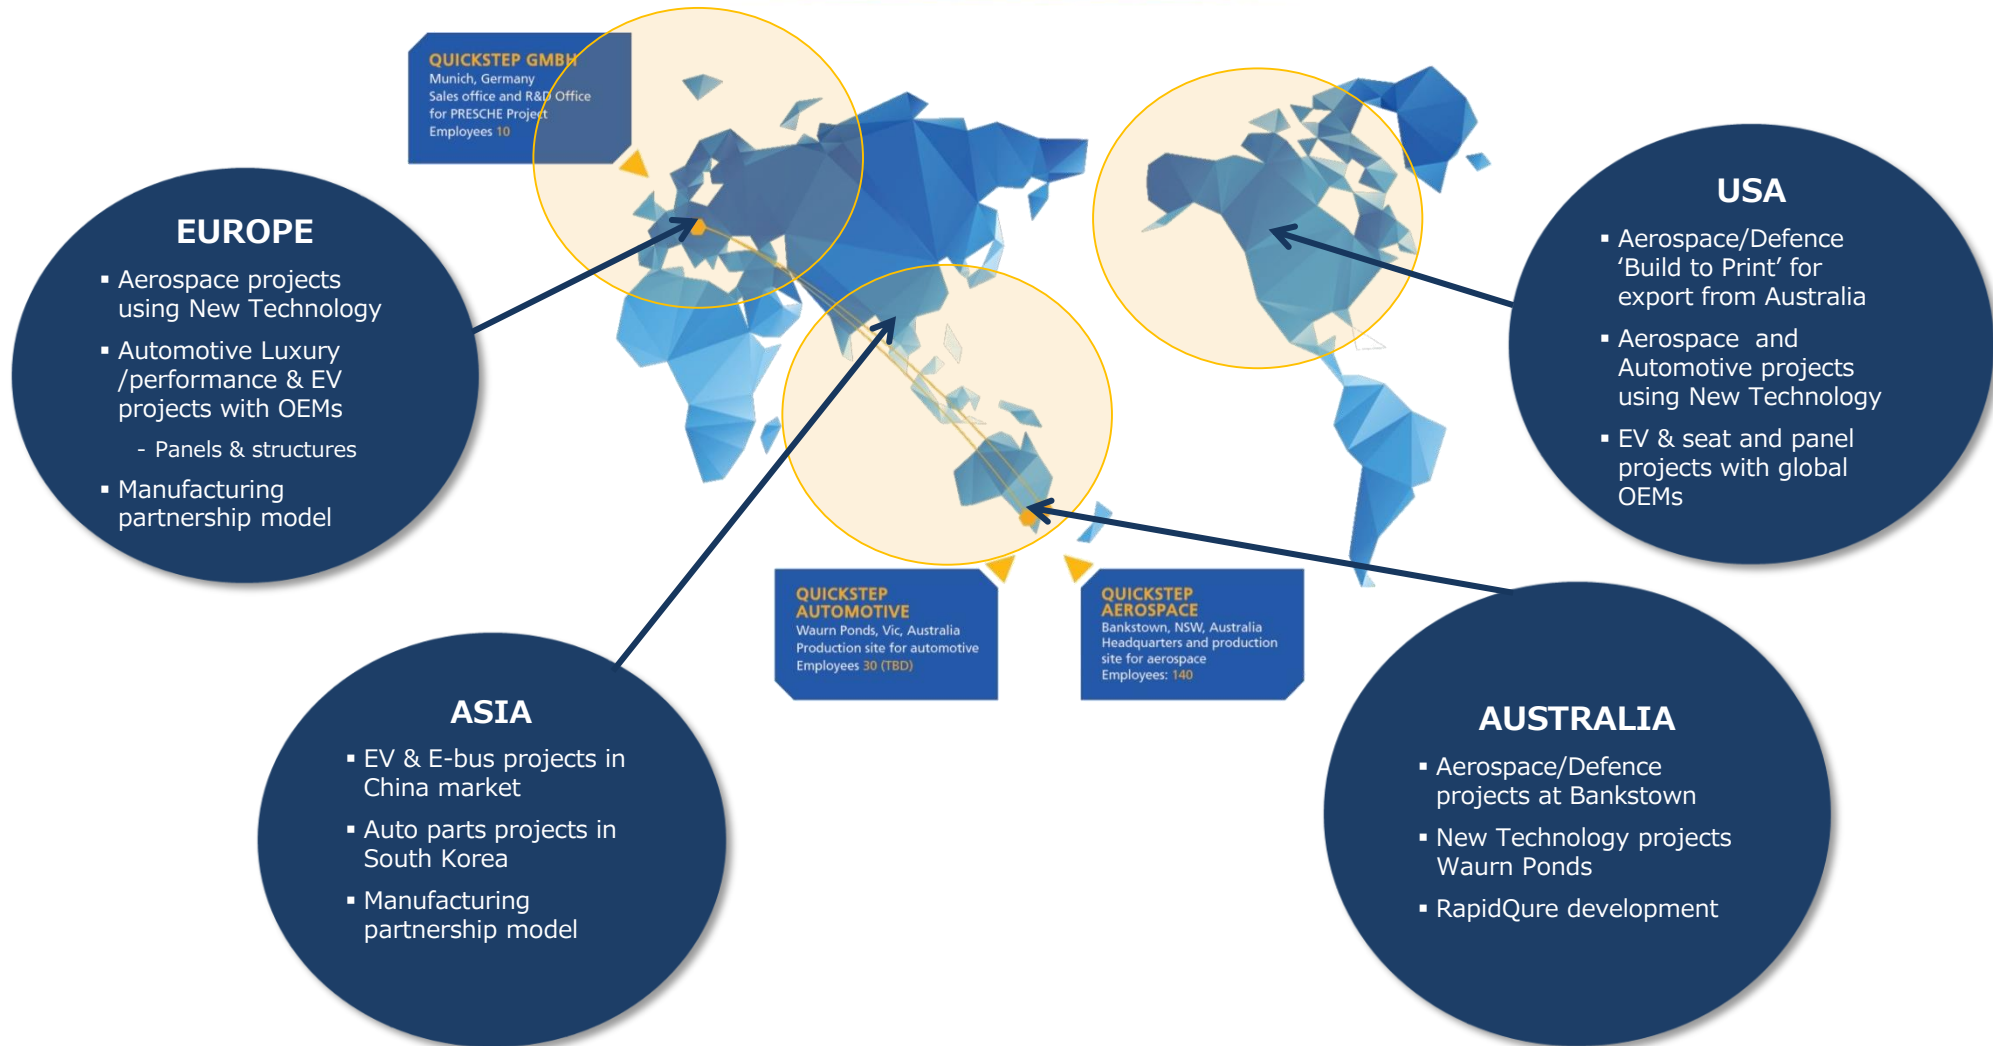 QUICKSTEP GMBH
Munich, Germany
Sales office and R&D Office
for PRESCHE Project
Employees 10
EUROPE
▪ Aerospace projects
using New Technology
▪ Automotive Luxury
/performance & EV
projects with OEMs
- Panels & structures
▪ Manufacturing
partnership model
USA
▪ Aerospace/Defence
‘Build to Print’ for
export from Australia
▪ Aerospace and
Automotive projects
using New Technology
▪ EV & seat and panel
projects with global
OEMs
QUICKSTEP
AUTOMOTIVE
Waurn Ponds, Vic, Australia
Production site for automotive
Employees 30 (TBD)
QUICKSTEP
AEROSPACE
Bankstown, NSW, Australia
Headquarters and production
site for aerospace
Employees: 140
ASIA
▪ EV & E-bus projects in
China market
▪ Auto parts projects in
South Korea
▪ Manufacturing
partnership model
AUSTRALIA
▪ Aerospace/Defence
projects at Bankstown
▪ New Technology projects
Waurn Ponds
▪ RapidQure development